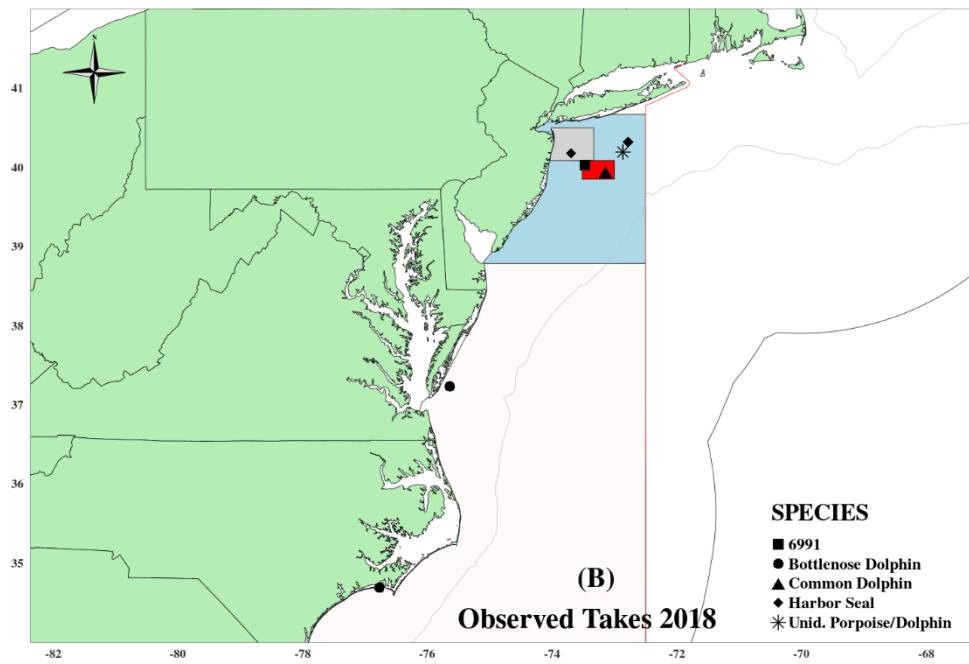 N
41
40
39
38
37
36
35
SPECIES
6991
Bottlenose Dolphin
Common Dolphin
Harbor Seal
Unid. Porpoise/Dolphin
(B)
Observed Takes 2018
-82 -80 -78 -76 -74 -72 -70 -68